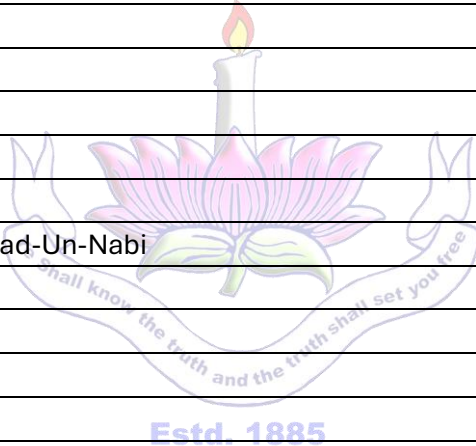 ad-Un-Nabi
Shall know the truth and the truth shall set you free
Estd. 1885